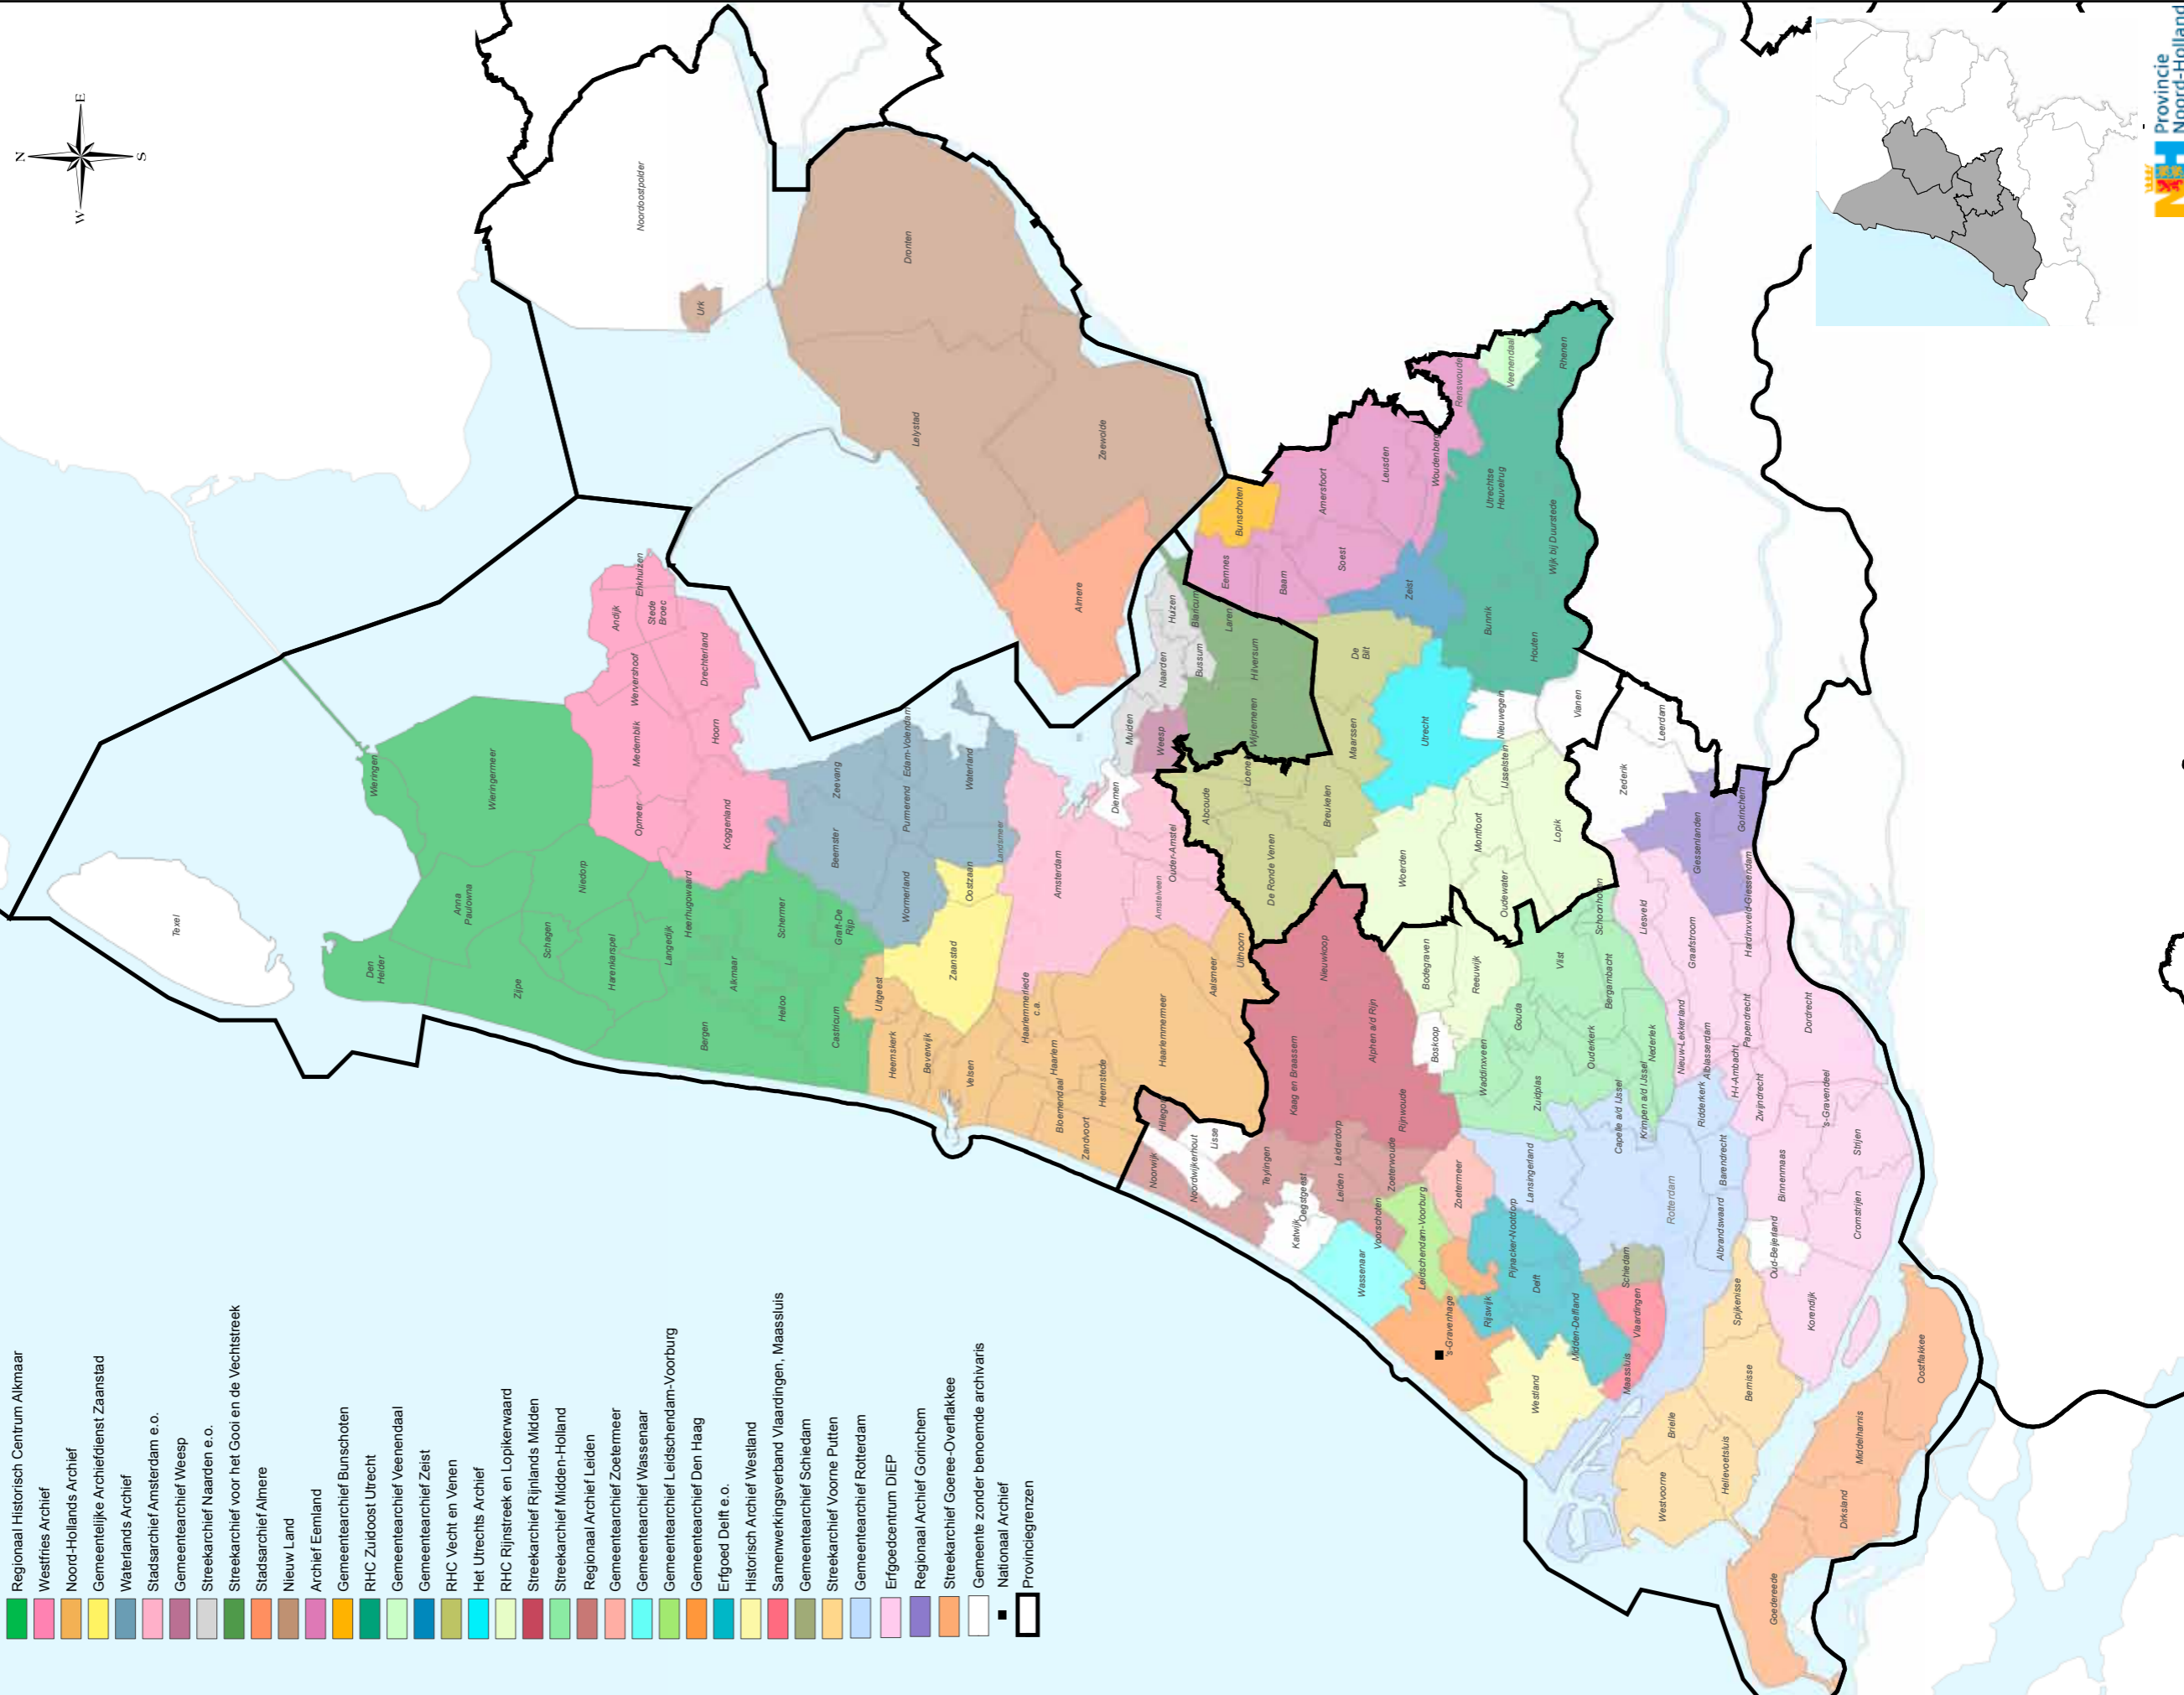 Regionaal Historisch Centrum Alkmaar
Westfries Archief
Noord-Hollands Archief
Gemeentelijke Archiefdienst Zaanstad
Waterlands Archief
Stadsarchief Amsterdam e.o.
Gemeentearchief Weesp
Streekarchief Naarden e.o.
Streekarchief voor het Gooi en de Vechtstreek
Stadsarchief Almere
Nieuw Land
Archief Eemland
Gemeentearchief Bunschoten
RHC Zuidoost Utrecht
Gemeentearchief Veenendaal
Gemeentearchief Zeist
RHC Vecht en Venen
Het Utrechts Archief
RHC Rijnstreek en Lopikerwaard
Streekarchief Rijnlands Midden
Streekarchief Midden-Holland
Regionaal Archief Leiden
Gemeentearchief Zoetermeer
Gemeentearchief Wassenaar
Gemeentearchief Leidschendam-Voorburg
Gemeentearchief Den Haag
Erfgoed Delft e.o.
Historisch Archief Westland
Samenwerkingsverband Vlaardingen, Maassluis
Gemeentearchief Schiedam
Streekarchief Voorne Putten
Gemeentearchief Rotterdam
Erfgoedcentrum DiEP
Regionaal Archief Gorinchem
Streekarchief Goeree-Overflakkee
Gemeente zonder benoemde archivaris
Nationaal Archief
Provinciegrenzen
N
W
E
S
Texel
Den
Helder
Wieringen
Wieringermeer
Anna
Paulowna
Zijpe
Schagen
Niedorp
Harenkarspel
Langedijk
Heerhugowaard
Bergen
Alkmaar
Schermer
Heiloo
Castricum
Graft-De
Rijp
Andijk
Enkhuizen
Stede
Broec
Wervershoof
Drechterland
Medemblik
Hoorn
Opmeer
Koggenland
Zeevang
Beemster
Edam-Volendam
Purmerend
Waterland
Wormerland
Landsmeer
Oostzaan
Zaanstad
Uitgeest
Heemskerk
Beverwijk
Velsen
Haarlemmerliede
c.a.
Haarlem
Bloemendaal
Heemstede
Zandvoort
Haarlemmermeer
Aalsmeer
Uithoorn
Amsterdam
Amstelveen
Ouder-Amstel
Diemen
Muiden
Weesp
Naarden
Bussum
Huizen
Blaricum
Laren
Hilversum
Wijdemeren
Noordoostpolder
Urk
Dronten
Lelystad
Zeewolde
Almere
Bunschoten
Eemnes
Baarn
Soest
Amersfoort
Leusden
Woudenberg
Renswoude
Veenendaal
Rhenen
Utrechtse
Heuvelrug
Wijk bij Duurstede
Zeist
Bunnik
Houten
De
Bilt
Maarssen
Utrecht
Nieuwegein
Vianen
Abcoude
Loenen
Breukelen
De Ronde Venen
Woerden
Montfoort
IJsselstein
Lopik
Oudewater
Bodegraven
Reeuwijk
Boskoop
Nieuwkoop
Kaag en Braassem
Alphen a/d Rijn
Rijnwoude
Hillegom
Lisse
Noordwijkerhout
Noorwijk
Teylingen
Katwijk
Oegstgeest
Leiden
Leiderdorp
Zoeterwoude
Voorschoten
Wassenaar
Leidschendam-Voorburg
Zoetermeer
's-Gravenhage
Rijswijk
Pijnacker-Nootdorp
Delft
Midden-Delfland
Westland
Maassluis
Vlaardingen
Schiedam
Lansingerland
Rotterdam
Capelle a/d IJssel
Krimpen a/d IJssel
Ridderkerk
Barendrecht
Albrandswaard
Waddinxveen
Gouda
Zuidplas
Ouderkerk
Nederlek
Vlist
Bergambacht
Schoonhoven
Liesveld
Graafstroom
Nieuw-Lekkerland
Alblasserdam
Papendrecht
H-I-Ambacht
Zwijndrecht
Hardinxveld-Giessendam
Dordrecht
's-Gravendeel
Strijen
Binnenmaas
Cromstrijen
Oud-Beijerland
Korendijk
Giessenlanden
Gorinchem
Zederik
Leerdam
Spijkenisse
Bernisse
Brielle
Westvoorne
Hellevoetsluis
Goedereede
Dirksland
Middelharnis
Oostflakkee
Provincie
Noord-Holland